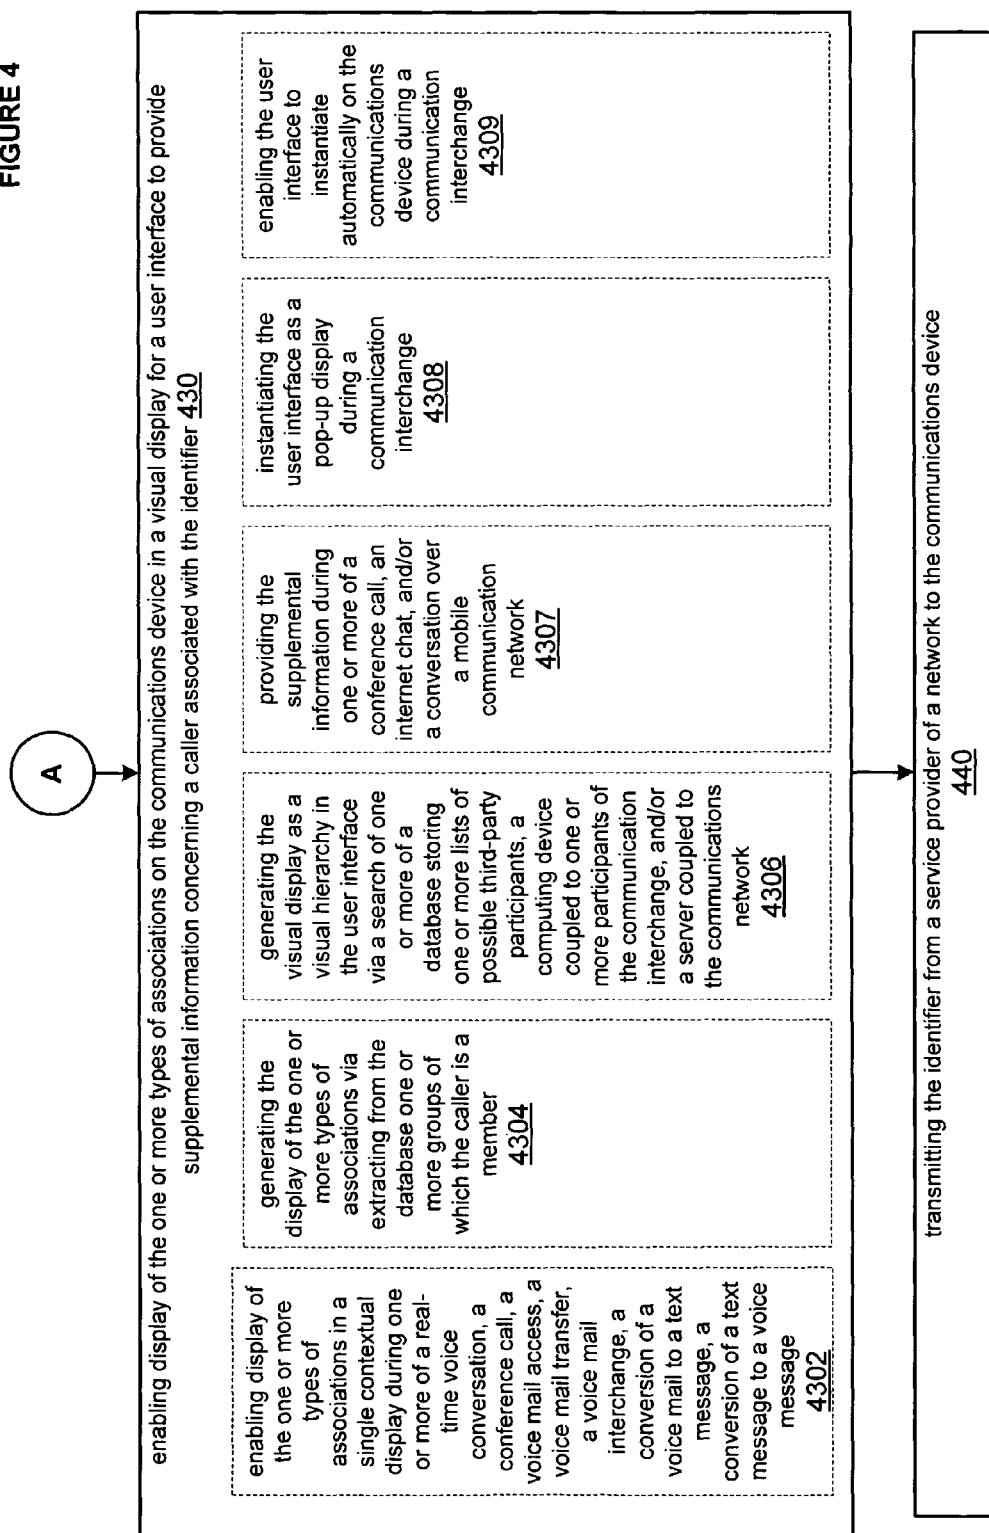 FIGURE 4
A
enabling display of the one or more types of associations on the communications device in a visual display for a user interface to provide
supplemental information concerning a caller associated with the identifier 430
enabling display of
the one or more
types of
associations in a
single contextual
display during one
or more of a real-
time voice
conversation, a
conference call, a
voice mail access, a
voice mail transfer,
a voice mail
interchange, a
conversion of a
voice mail to a text
message, a
conversion of a text
message to a voice
message
4302
generating the
display of the one or
more types of
associations via
extracting from the
database one or
more groups of
which the caller is a
member
4304
generating the
visual display as a
visual hierarchy in
the user interface
via a search of one
or more of a
database storing
one or more lists of
possible third-party
participants, a
computing device
coupled to one or
more participants of
the communication
interchange, and/or
a server coupled to
the communications
network
4306
providing the
supplemental
information during
one or more of a
conference call, an
internet chat, and/or
a conversation over
a mobile
communication
network
4307
instantiating the
user interface as a
pop-up display
during a
communication
interchange
4308
enabling the user
interface to
instantiate
automatically on the
communications
device during a
communication
interchange
4309
transmitting the identifier from a service provider of a network to the communications device
440